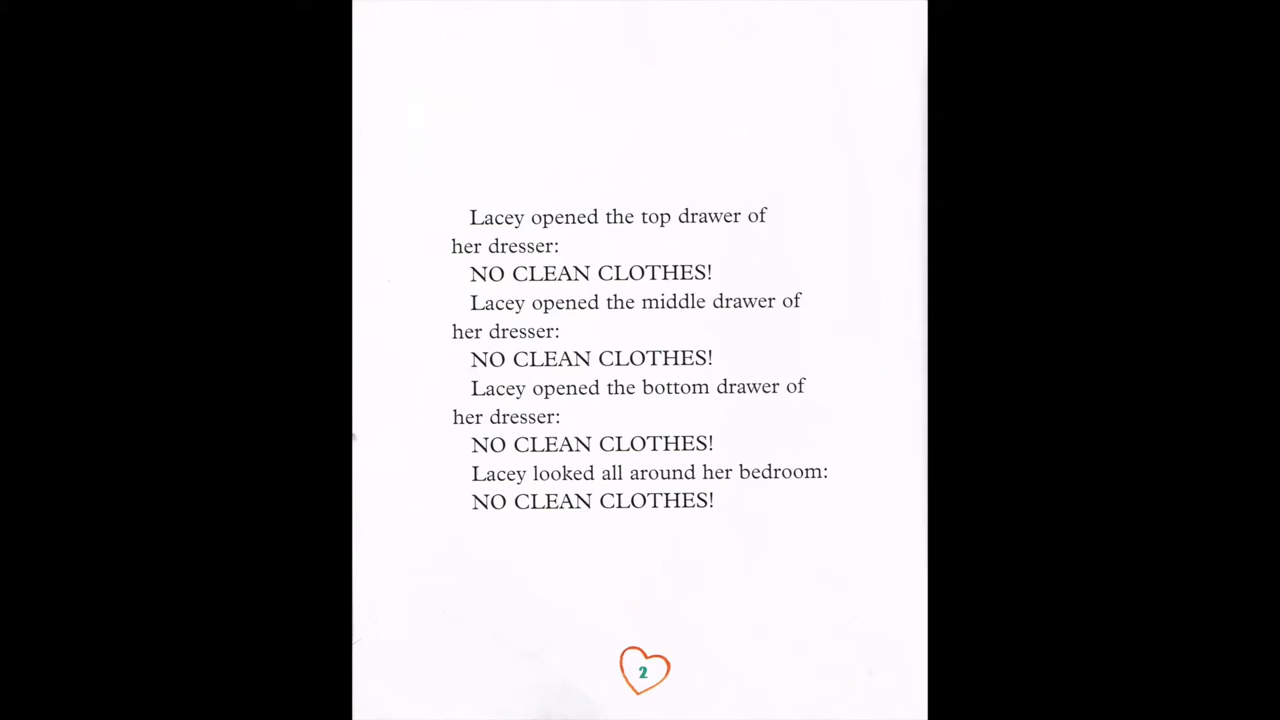 Lacey opened the top drawer of
her dresser:
NO CLEAN CLOTHES!
Lacey opened the middle drawer of
her dresser:
NO CLEAN CLOTHES!
Lacey opened the bottom drawer of
her dresser:
NO CLEAN CLOTHES!
Lacey looked all around her bedroom:
NO CLEAN CLOTHES!
2